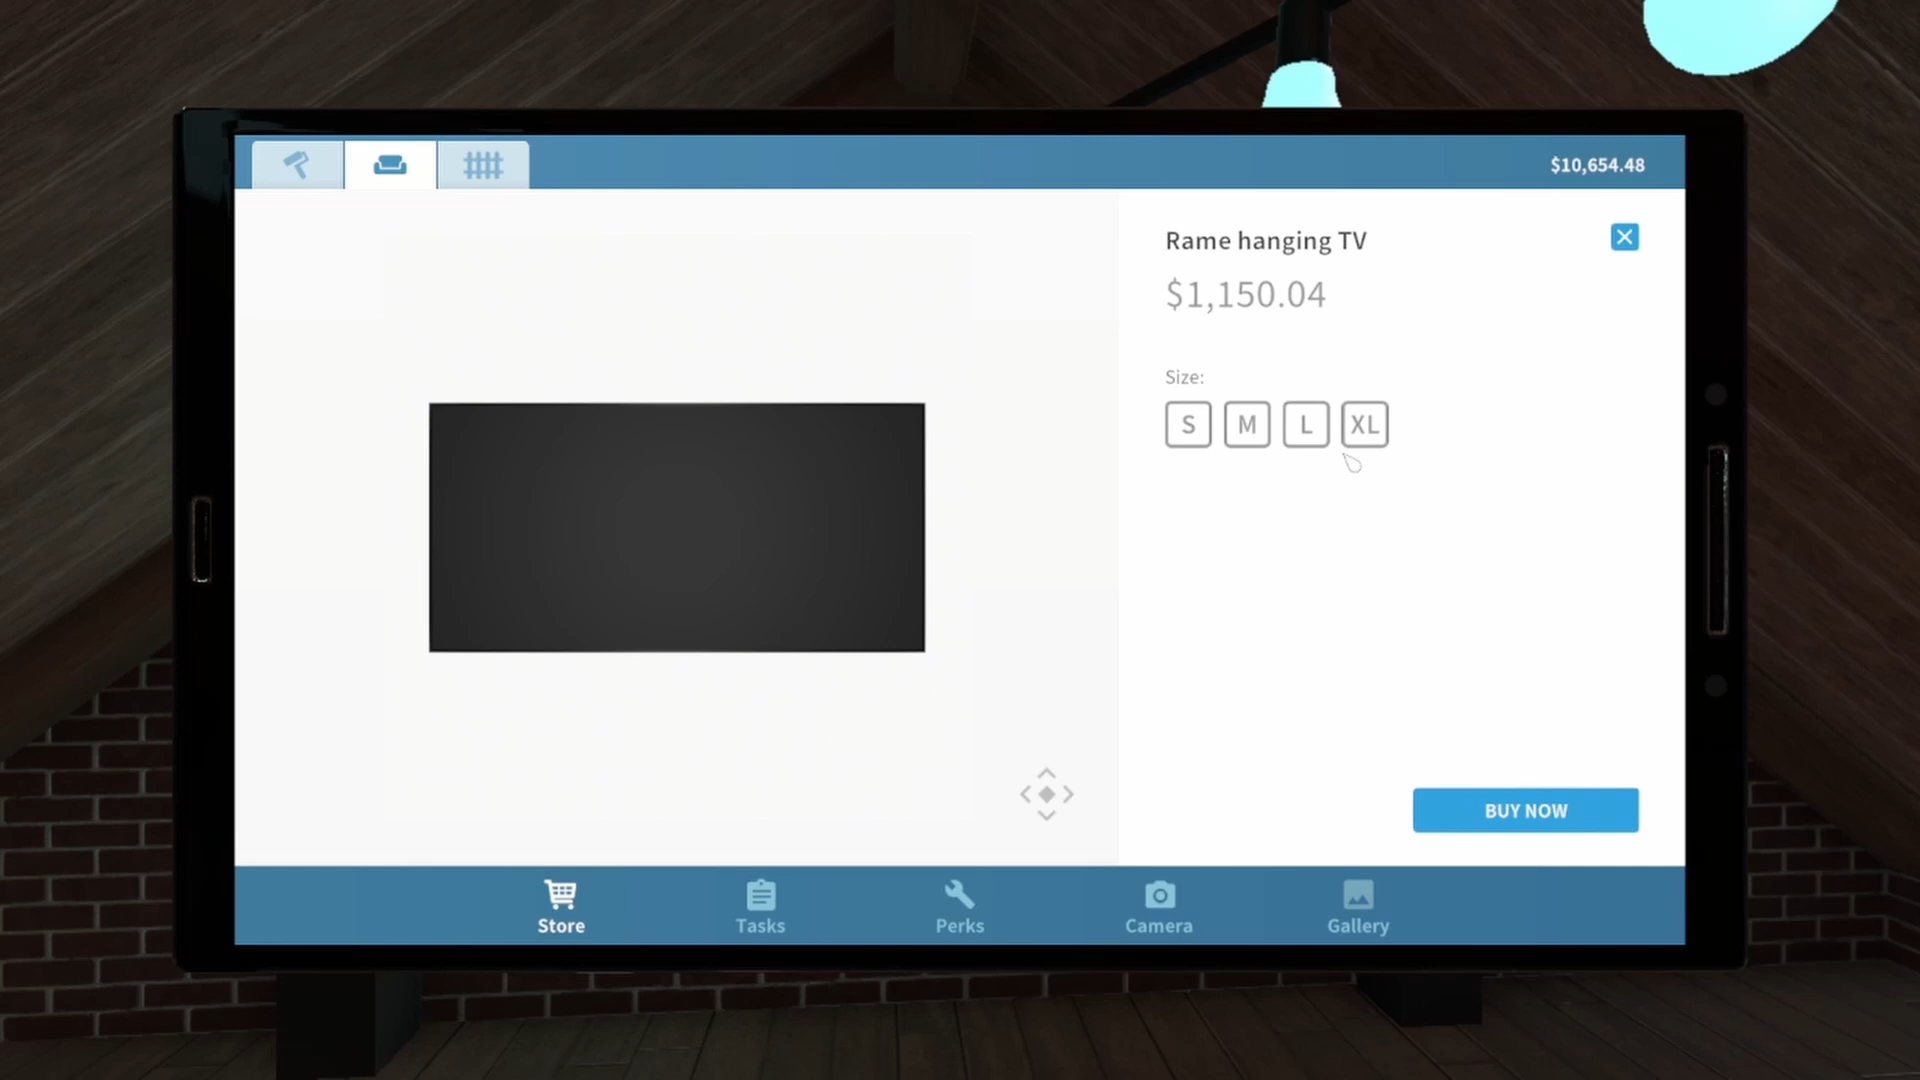 $10,654.48
Rame hanging TV
$1,150.04
Size:
S M L XL
BUY NOW
Store Tasks Perks Camera Gallery